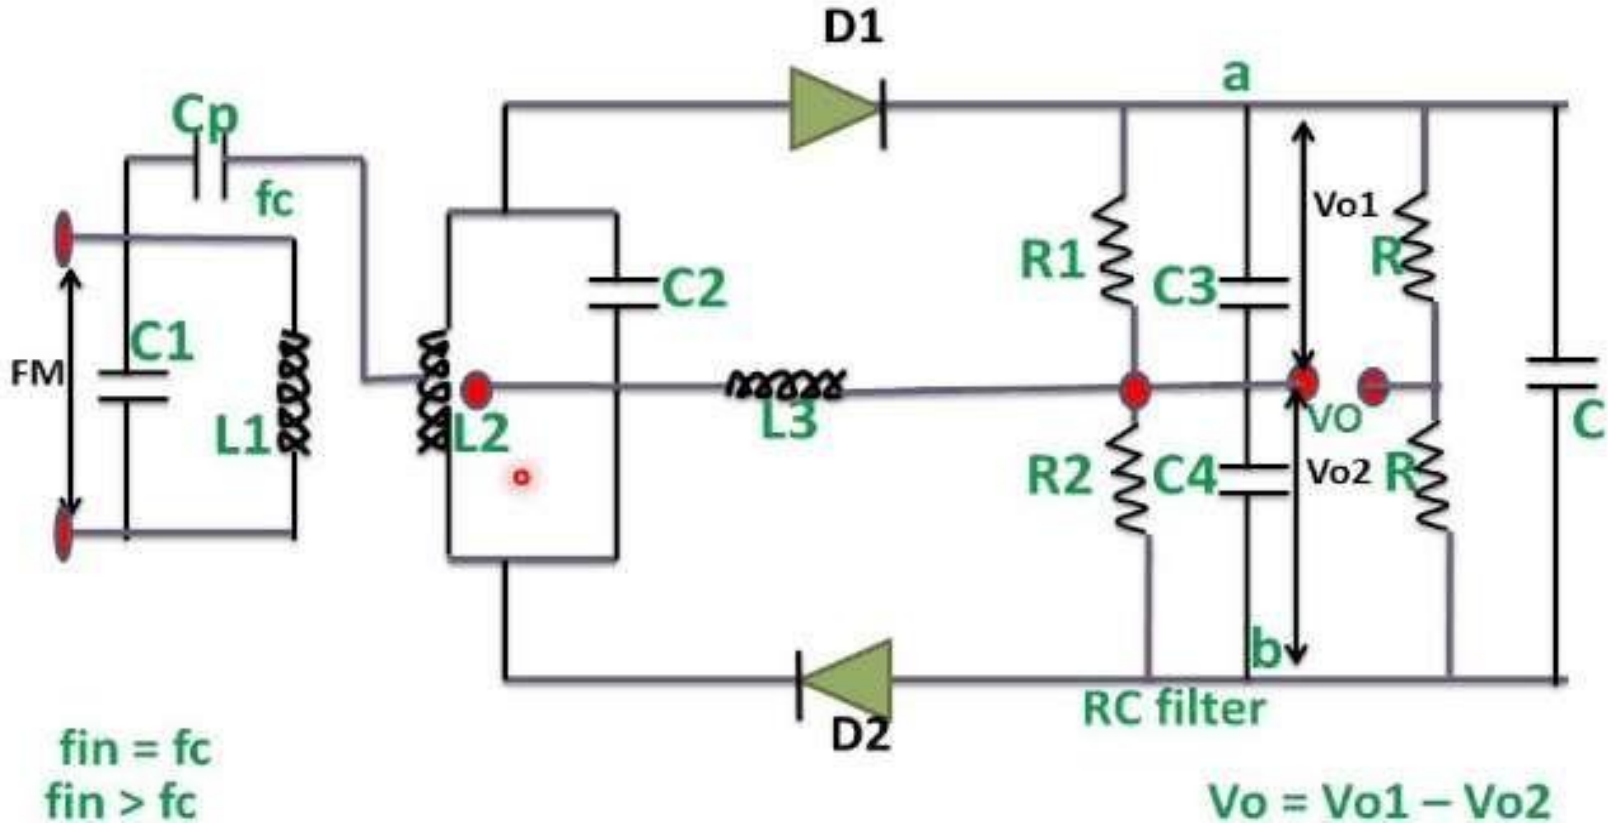 D1
a
Cp
fc
Vo1
R1
C3
R
C2
C1
FM
L1
L2
L3
VO
C
R2
C4
Vo2
R
b
RC filter
D2
fin = fc
fin > fc
Vo = Vo1 – Vo2